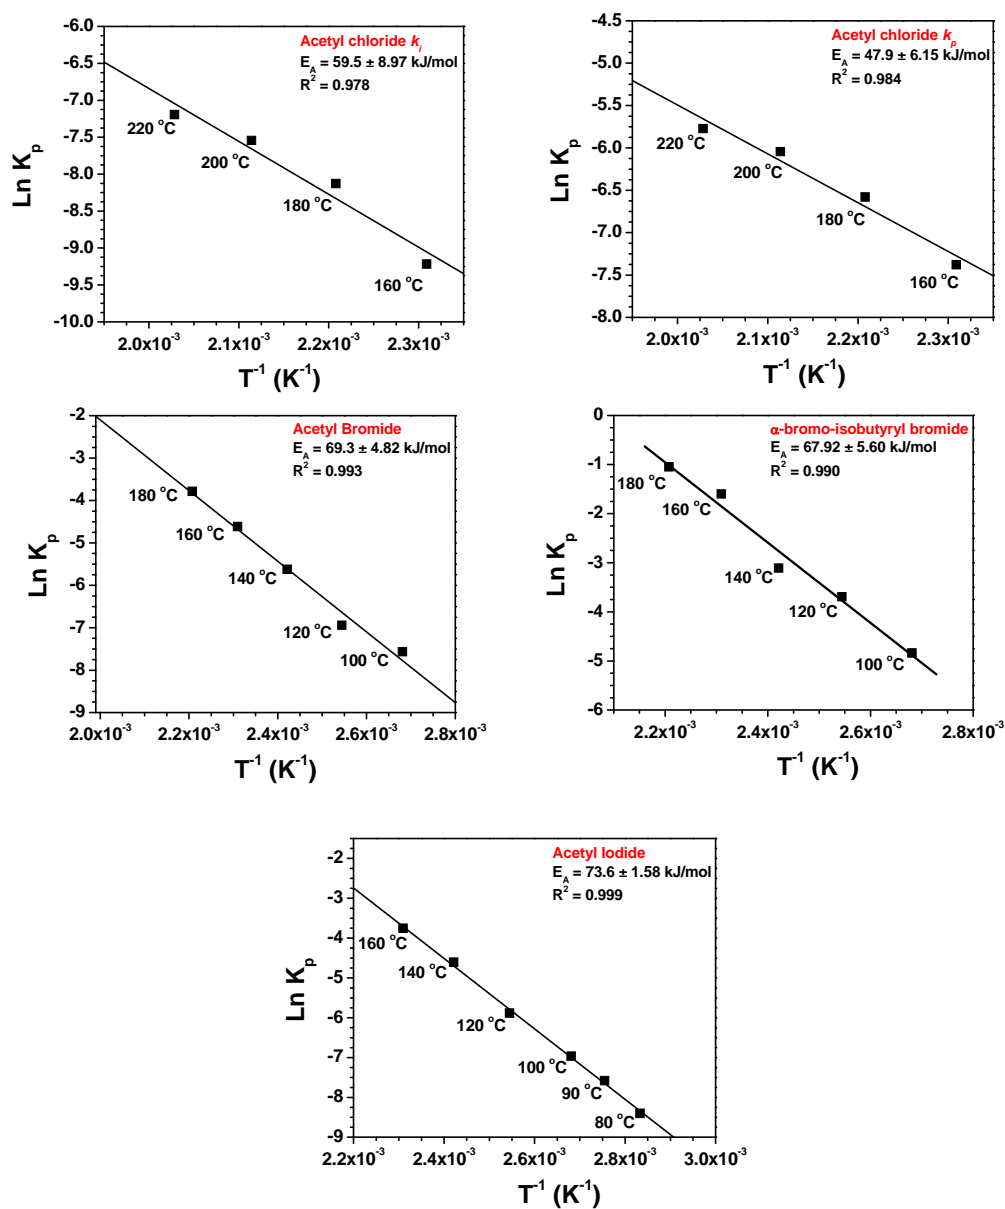 Acetyl chloride kᵢ
E_A = 59.5 ± 8.97 kJ/mol
R² = 0.978
-6.0
-6.5
-7.0
-7.5
-8.0
-8.5
-9.0
-9.5
-10.0
Ln K_p
220 °C
200 °C
180 °C
160 °C
2.0x10⁻³ 2.1x10⁻³ 2.2x10⁻³ 2.3x10⁻³
T⁻¹ (K⁻¹)
Acetyl chloride k_p
E_A = 47.9 ± 6.15 kJ/mol
R² = 0.984
-4.5
-5.0
-5.5
-6.0
-6.5
-7.0
-7.5
-8.0
Ln K_p
220 °C
200 °C
180 °C
160 °C
2.0x10⁻³ 2.1x10⁻³ 2.2x10⁻³ 2.3x10⁻³
T⁻¹ (K⁻¹)
Acetyl Bromide
E_A = 69.3 ± 4.82 kJ/mol
R² = 0.993
-2
-3
-4
-5
-6
-7
-8
-9
Ln K_p
180 °C
160 °C
140 °C
120 °C
100 °C
2.0x10⁻³ 2.2x10⁻³ 2.4x10⁻³ 2.6x10⁻³ 2.8x10⁻³
T⁻¹ (K⁻¹)
α-bromo-isobutyryl bromide
E_A = 67.92 ± 5.60 kJ/mol
R² = 0.990
0
-1
-2
-3
-4
-5
-6
Ln K_p
180 °C
160 °C
140 °C
120 °C
100 °C
2.2x10⁻³ 2.4x10⁻³ 2.6x10⁻³ 2.8x10⁻³
T⁻¹ (K⁻¹)
Acetyl Iodide
E_A = 73.6 ± 1.58 kJ/mol
R² = 0.999
-2
-3
-4
-5
-6
-7
-8
-9
Ln K_p
160 °C
140 °C
120 °C
100 °C
90 °C
80 °C
2.2x10⁻³ 2.4x10⁻³ 2.6x10⁻³ 2.8x10⁻³ 3.0x10⁻³
T⁻¹ (K⁻¹)